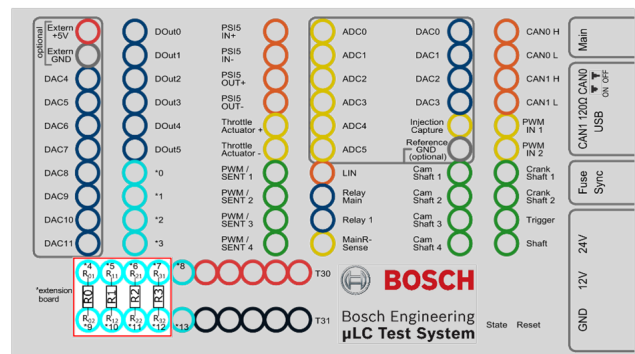 optional
Extern
+5V
Extern
GND
DAC4
DAC5
DAC6
DAC7
DAC8
DAC9
DAC10
DAC11
DOut0
DOut1
DOut2
DOut3
DOut4
DOut5
*0
*1
*2
*3
PSI5
IN+
PSI5
IN-
PSI5
OUT+
PSI5
OUT-
Throttle
Actuator +
Throttle
Actuator -
PWM /
SENT 1
PWM /
SENT 2
PWM /
SENT 3
PWM /
SENT 4
ADC0
ADC1
ADC2
ADC3
ADC4
ADC5
LIN
Relay
Main
Relay 1
MainR-
Sense
DAC0
DAC1
DAC2
DAC3
Injection
Capture
Reference
GND
(optional)
Cam
Shaft 1
Cam
Shaft 2
Cam
Shaft 3
Cam
Shaft 4
CAN0 H
CAN0 L
CAN1 H
CAN1 L
PWM
IN 1
PWM
IN 2
Crank
Shaft 1
Crank
Shaft 2
Trigger
Shaft
Main
CAN1 120Ω CAN0
ON OFF
USB
Fuse
Sync
24V
12V
GND
*extension
board
*4 *5 *6 *7 *8
R01 R11 R21 R31
R0 R1 R2 R3
R02 R12 R22 R32
*9 *10 *11 *12 *13
T30
T31
BOSCH
Bosch Engineering
µLC Test System
State Reset